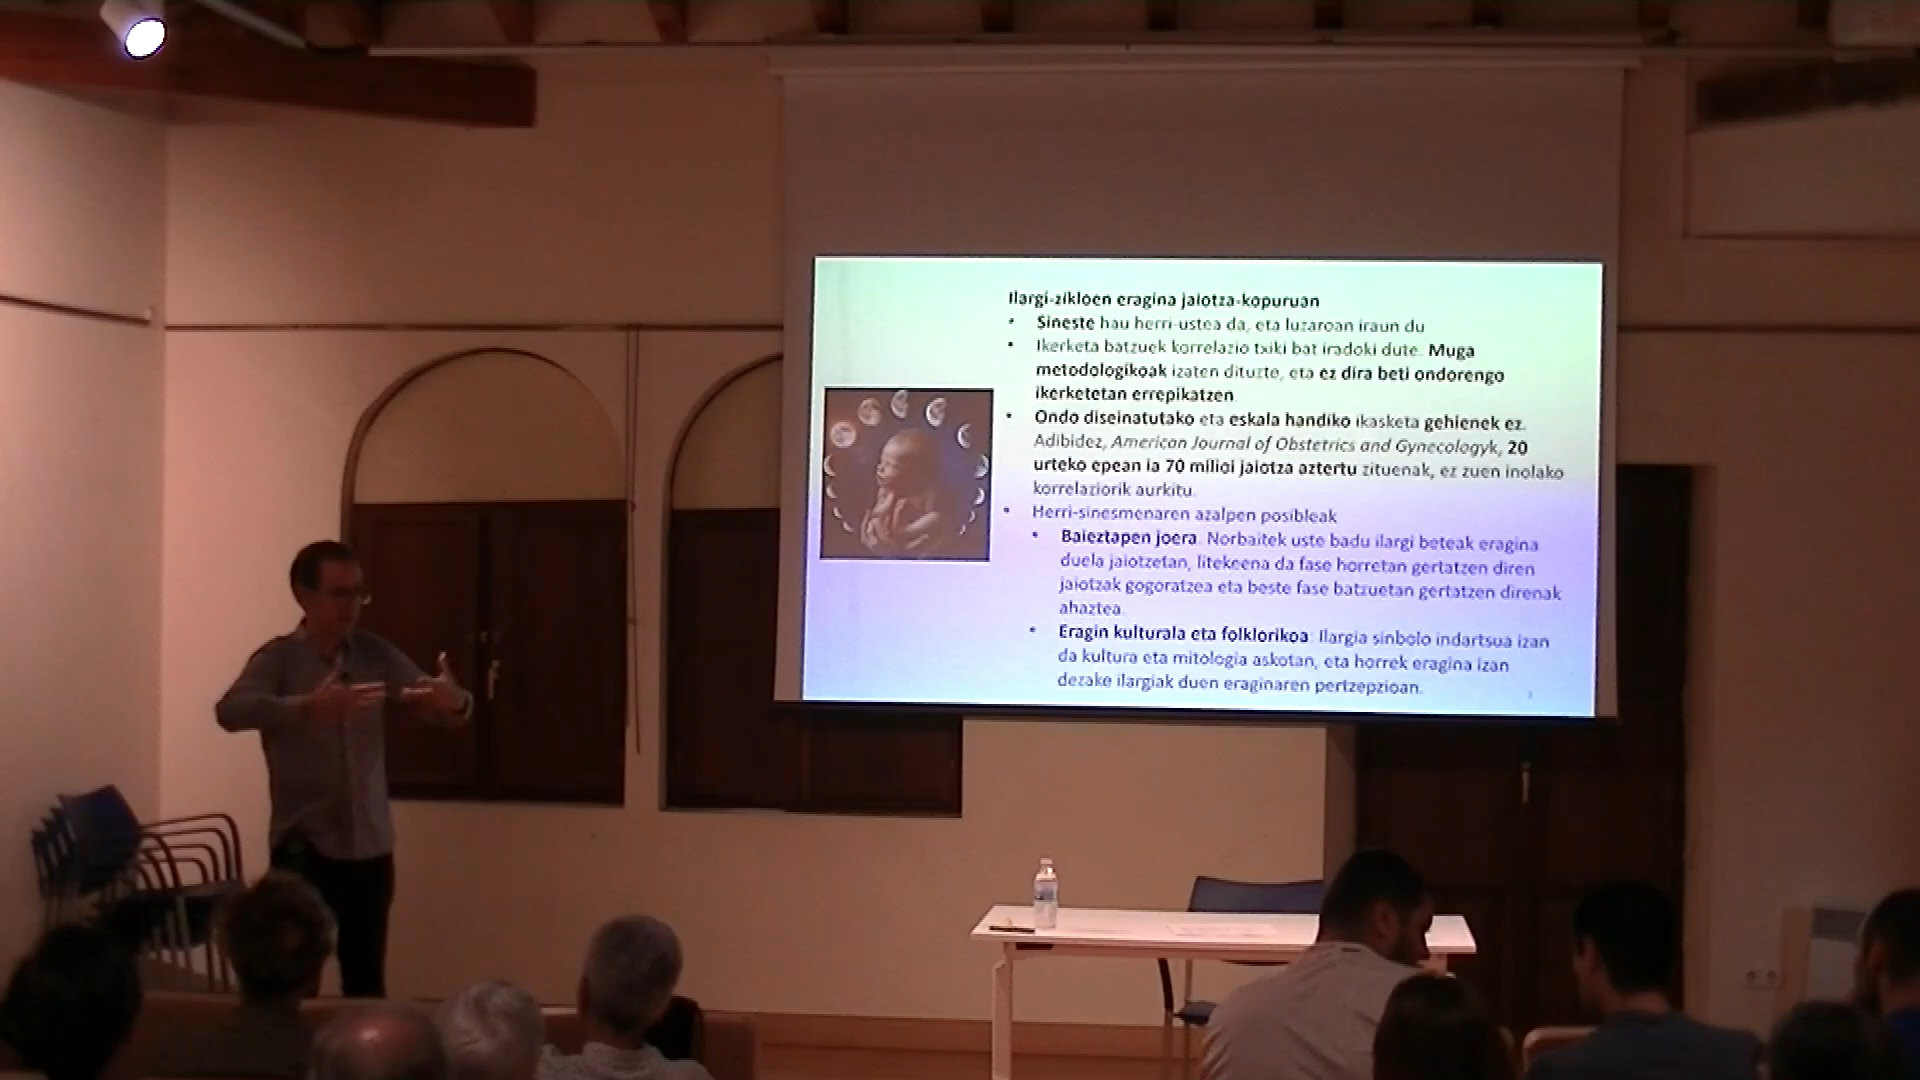 Ilargi-zikloen eragina jaiotza-kopuruan
• Sineste hau herri-ustea da, eta luzaroan iraun du
• Ikerketa batzuek korrelazio txiki bat iradoki dute. Muga
metodologikoak izaten dituzte, eta ez dira beti ondorengo
ikerketetan errepikatzen
• Ondo diseinatutako eta eskala handiko ikasketa gehienek ez.
Adibidez, American Journal of Obstetrics and Gynecologyk, 20
urteko epean ia 70 milioi jaiotza aztertu zituenak, ez zuen inolako
korrelaziorik aurkitu.
• Herri-sinesmenaren azalpen posibleak
• Baieztapen joera. Norbaitek uste badu ilargi beteak eragina
duela jaiotzetan, litekeena da fase horretan gertatzen diren
jaiotzak gogoratzea eta beste fase batzuetan gertatzen direnak
ahaztea.
• Eragin kulturala eta folklorikoa: Ilargia sinbolo indartsua izan
da kultura eta mitologia askotan, eta horrek eragina izan
dezake ilargiak duen eraginaren pertzepzioan.